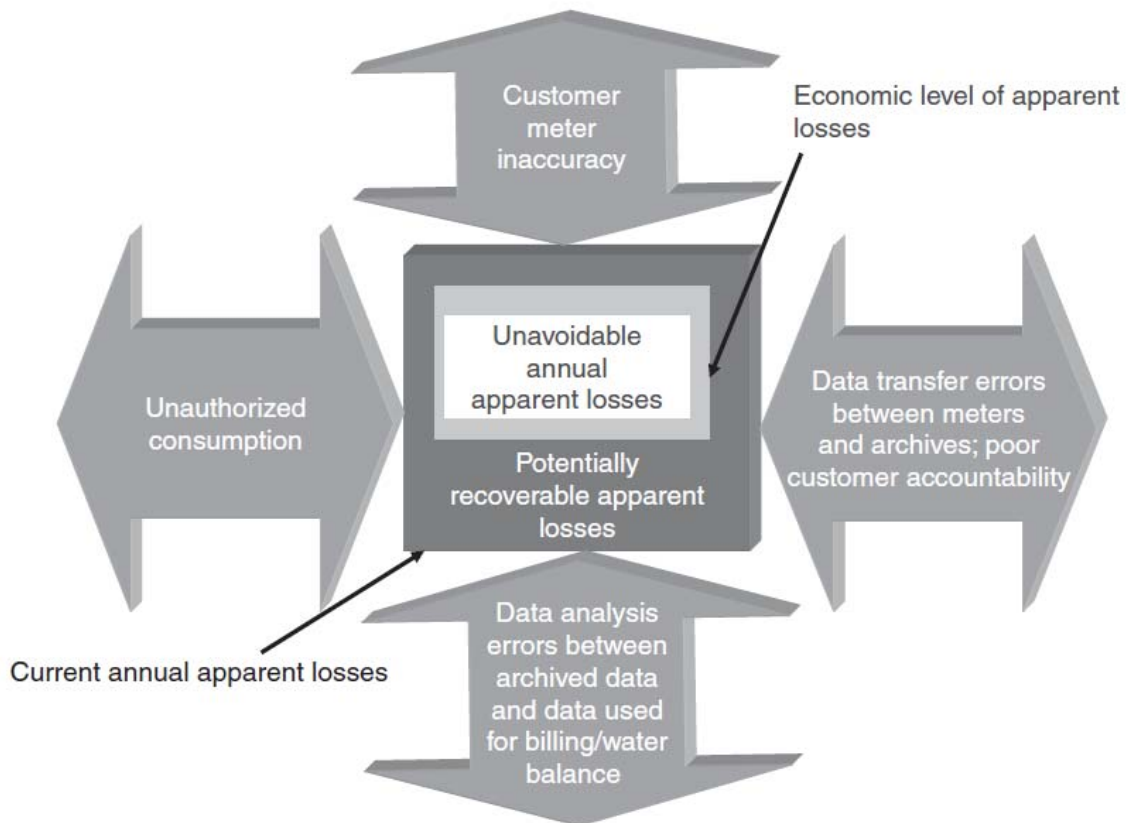 Customer
meter
inaccuracy
Economic level of apparent
losses
Unauthorized
consumption
Unavoidable
annual
apparent losses
Potentially
recoverable apparent
losses
Data transfer errors
between meters
and archives; poor
customer accountability
Current annual apparent losses
Data analysis
errors between
archived data
and data used
for billing/water
balance